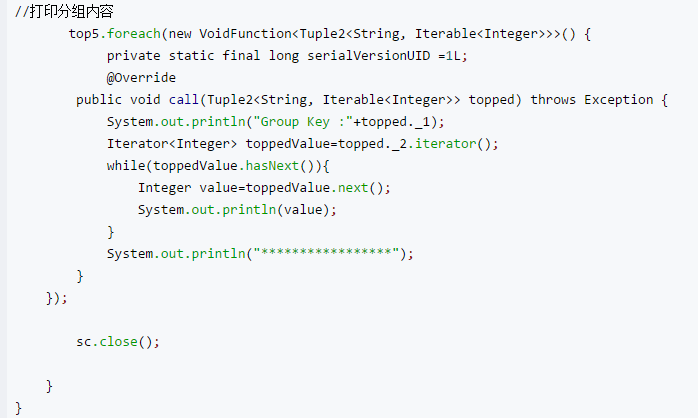 //打印分组内容
top5.foreach(new VoidFunction<Tuple2<String, Iterable<Integer>>>() {
private static final long serialVersionUID =1L;
@Override
public void call(Tuple2<String, Iterable<Integer>> topped) throws Exception {
System.out.println("Group Key :"+topped._1);
Iterator<Integer> toppedValue=topped._2.iterator();
while(toppedValue.hasNext()){
Integer value=toppedValue.next();
System.out.println(value);
}
System.out.println("*****************");
}
});
sc.close();
}
}